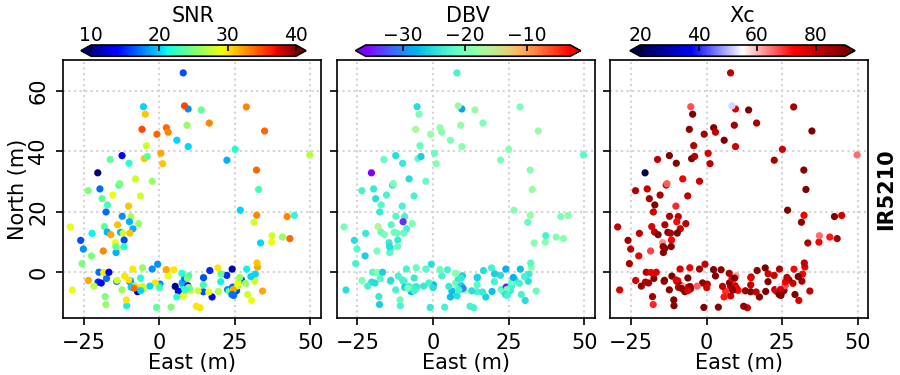 SNR DBV Xc
10 20 30 40 −30 −20 −10 20 40 60 80
60
40
20
0
North (m)
IR5210
−25 0 25 50 −25 0 25 50 −25 0 25 50
East (m) East (m) East (m)